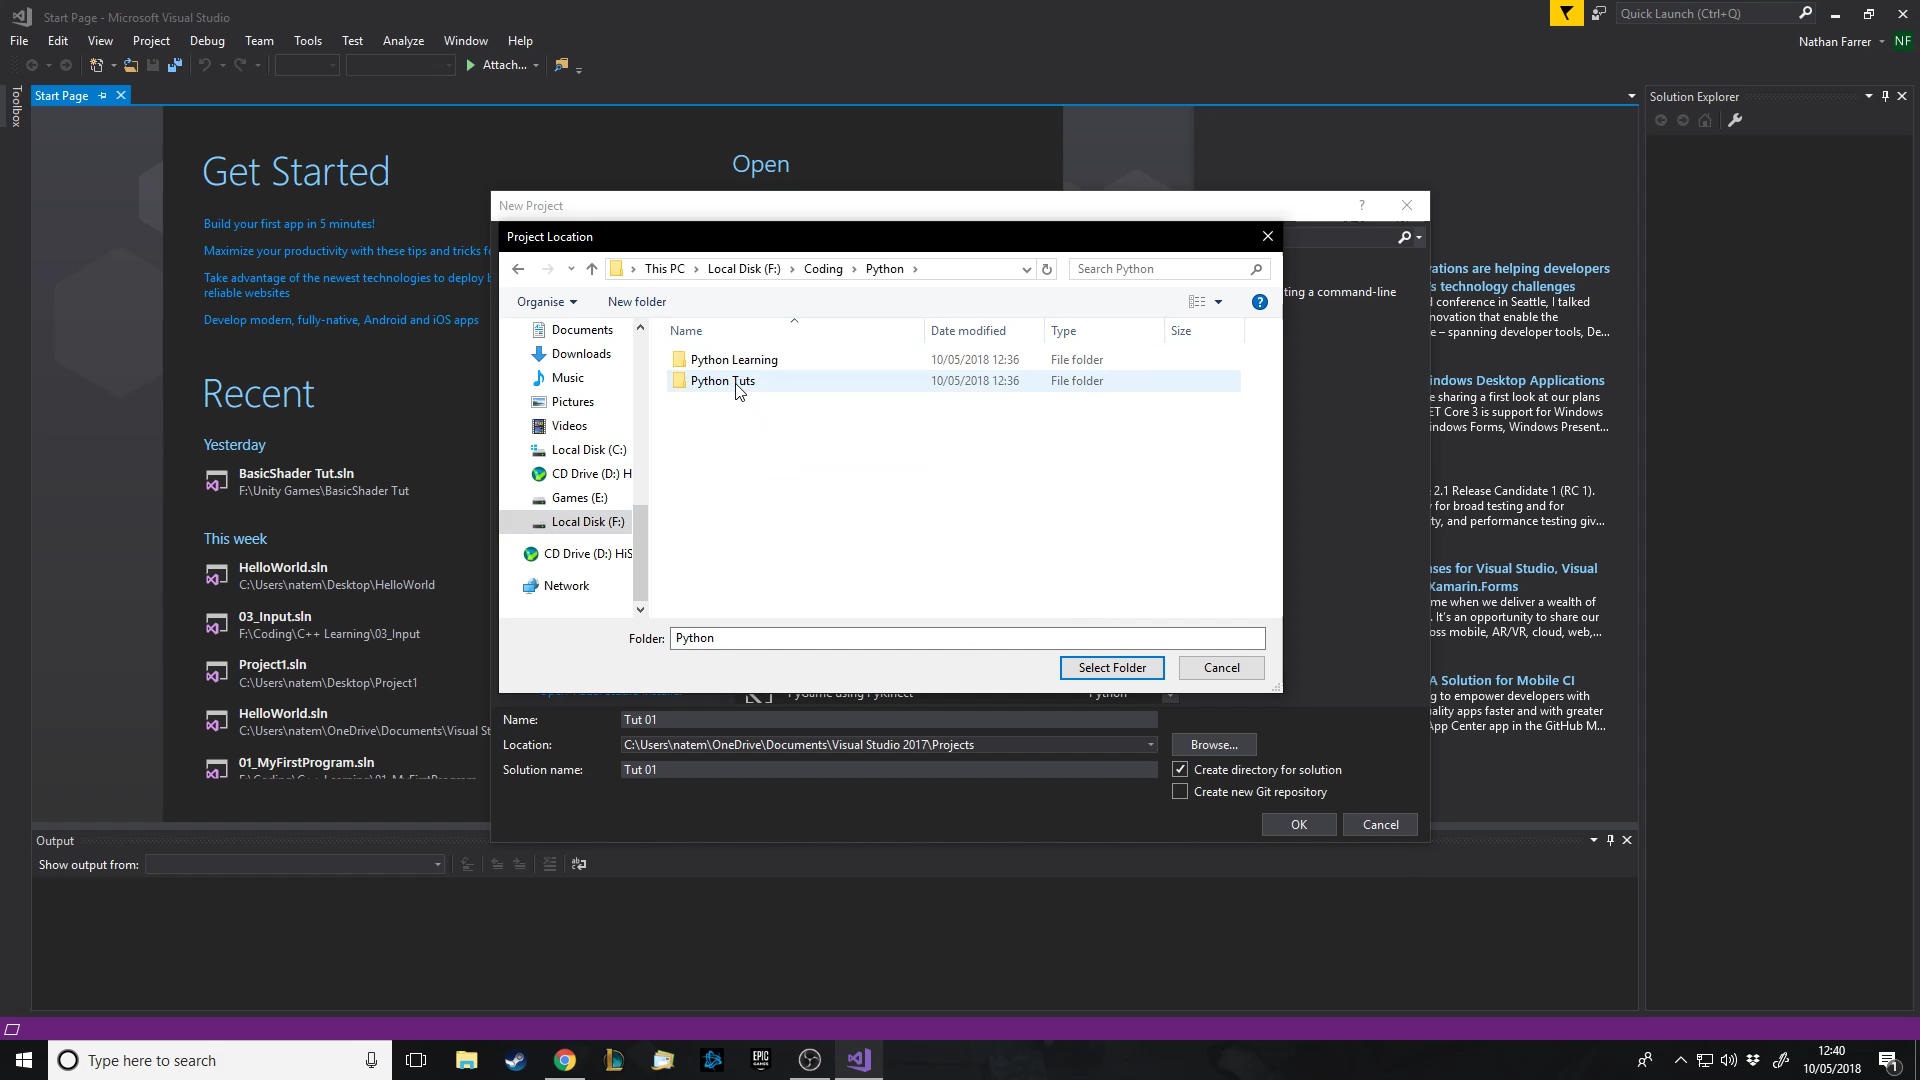 Start Page - Microsoft Visual Studio
Quick Launch (Ctrl+Q)
File Edit View Project Debug Team Tools Test Analyze Window Help
Nathan Farrer NF
Attach...
Toolbox
Start Page
Solution Explorer
Get Started
Build your first app in 5 minutes!
Maximize your productivity with these tips and tricks fo
Take advantage of the newest technologies to deploy b
reliable websites
Develop modern, fully-native, Android and iOS apps
Open
Recent
Yesterday
BasicShader Tut.sln
F:\Unity Games\BasicShader Tut
This week
HelloWorld.sln
C:\Users\natem\Desktop\HelloWorld
03_Input.sln
F:\Coding\C++ Learning\03_Input
Project1.sln
C:\Users\natem\Desktop\Project1
HelloWorld.sln
C:\Users\natem\OneDrive\Documents\Visual St
01_MyFirstProgram.sln
New Project
?
Project Location
This PC Local Disk (F:) Coding Python
Search Python
Organise New folder
?
Documents
Downloads
Music
Pictures
Videos
Local Disk (C:)
CD Drive (D:) H
Games (E:)
Local Disk (F:)
CD Drive (D:) HiS
Network
Name Date modified Type Size
Python Learning 10/05/2018 12:36 File folder
Python Tuts 10/05/2018 12:36 File folder
Folder: Python
Select Folder Cancel
PyGame using PyKinect Python
Name: Tut 01
Location: C:\Users\natem\OneDrive\Documents\Visual Studio 2017\Projects
Browse...
Solution name: Tut 01
Create directory for solution
Create new Git repository
OK Cancel
ting a command-line
ations are helping developers
's technology challenges
d conference in Seattle, I talked
novation that enable the
e – spanning developer tools, De...
indows Desktop Applications
e sharing a first look at our plans
ET Core 3 is support for Windows
indows Forms, Windows Present...
2.1 Release Candidate 1 (RC 1).
y for broad testing and for
ty, and performance testing giv...
ses for Visual Studio, Visual
Xamarin.Forms
me when we deliver a wealth of
. It's an opportunity to share our
oss mobile, AR/VR, cloud, web,...
A Solution for Mobile CI
g to empower developers with
uality apps faster and with greater
App Center app in the GitHub M...
Output
Show output from:
Type here to search
EPIC GAMES
12:40
10/05/2018
1